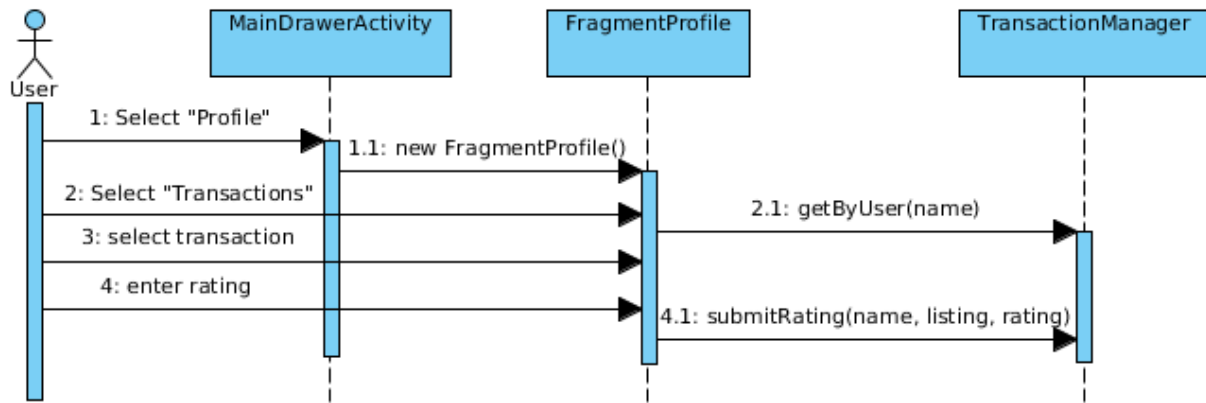 MainDrawerActivity
FragmentProfile
TransactionManager
User
1: Select "Profile"
1.1: new FragmentProfile()
2: Select "Transactions"
2.1: getByUser(name)
3: select transaction
4: enter rating
4.1: submitRating(name, listing, rating)